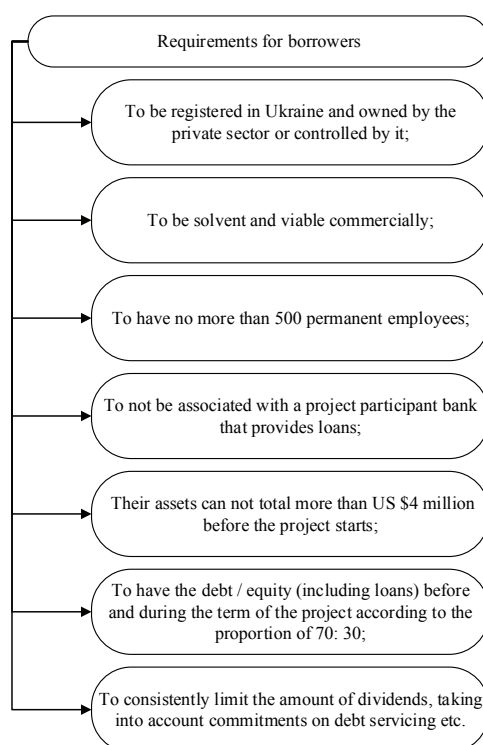 Requirements for borrowers
To be registered in Ukraine and owned by the
private sector or controlled by it;
To be solvent and viable commercially;
To have no more than 500 permanent employees;
To not be associated with a project participant bank
that provides loans;
Their assets can not total more than US $4 million
before the project starts;
To have the debt / equity (including loans) before
and during the term of the project according to the
proportion of 70: 30;
To consistently limit the amount of dividends, taking
into account commitments on debt servicing etc.